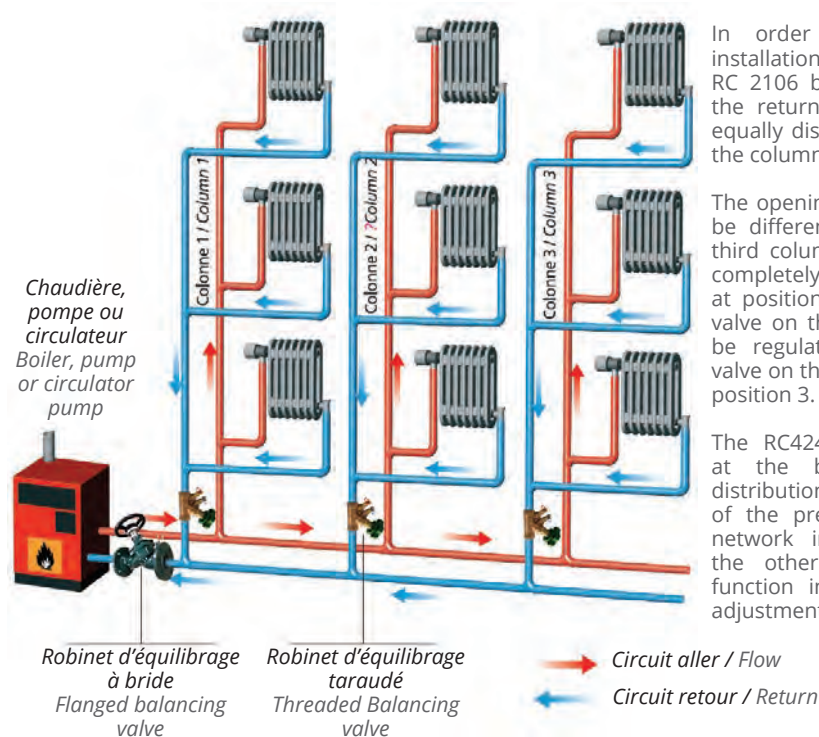 Colonne 1 / Column 1
Colonne 2 / ?Column 2
Colonne 3 / Column 3
Chaudière,
pompe ou
circulateur
Boiler, pump
or circulator
pump
Robinet d’équilibrage
à bride
Flanged balancing
valve
Robinet d’équilibrage
taraudé
Threaded Balancing
valve
Circuit aller / Flow
Circuit retour / Return
In order
installation
RC 2106 b
the return
equally dis
the column
The openin
be differen
third colum
completely
at position
valve on th
be regulat
valve on th
position 3.
The RC424
at the b
distribution
of the pre
network i
the other
function i
adjustment